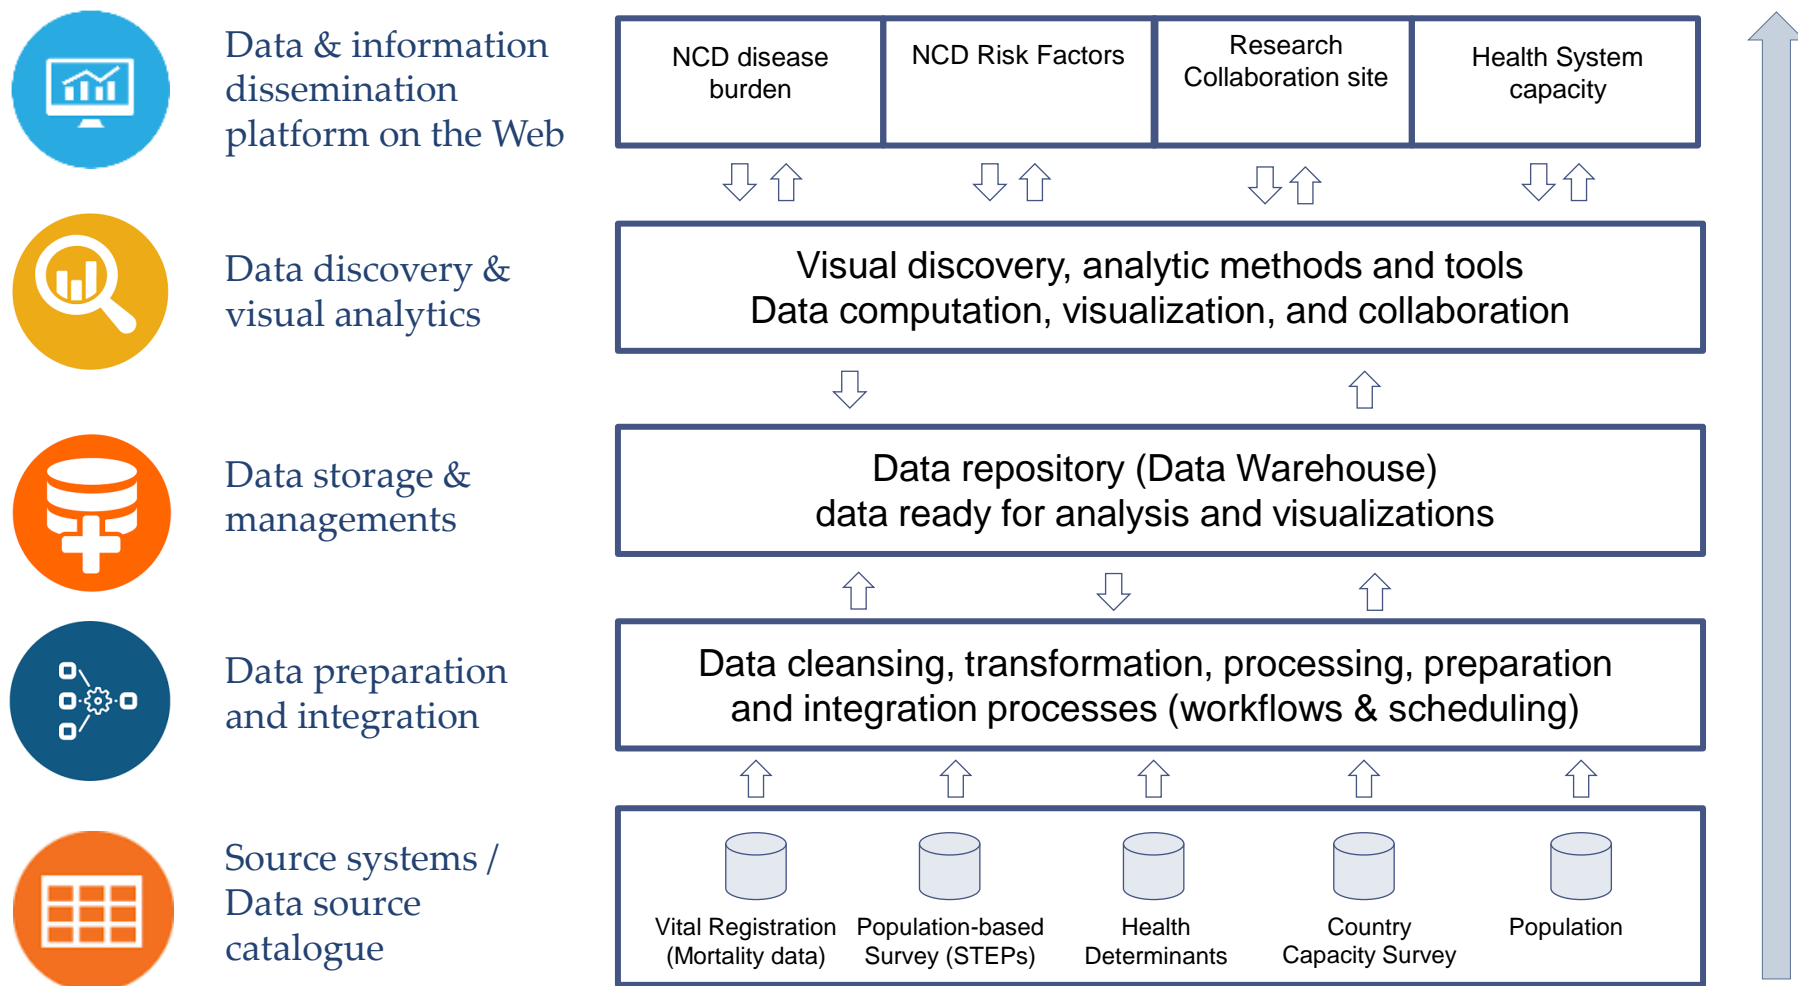 Data & information
dissemination
platform on the Web
NCD disease
burden
NCD Risk Factors
Research
Collaboration site
Health System
capacity
Data discovery &
visual analytics
Visual discovery, analytic methods and tools
Data computation, visualization, and collaboration
Data storage &
managements
Data repository (Data Warehouse)
data ready for analysis and visualizations
Data preparation
and integration
Data cleansing, transformation, processing, preparation
and integration processes (workflows & scheduling)
Source systems /
Data source
catalogue
Vital Registration
(Mortality data)
Population-based
Survey (STEPs)
Health
Determinants
Country
Capacity Survey
Population